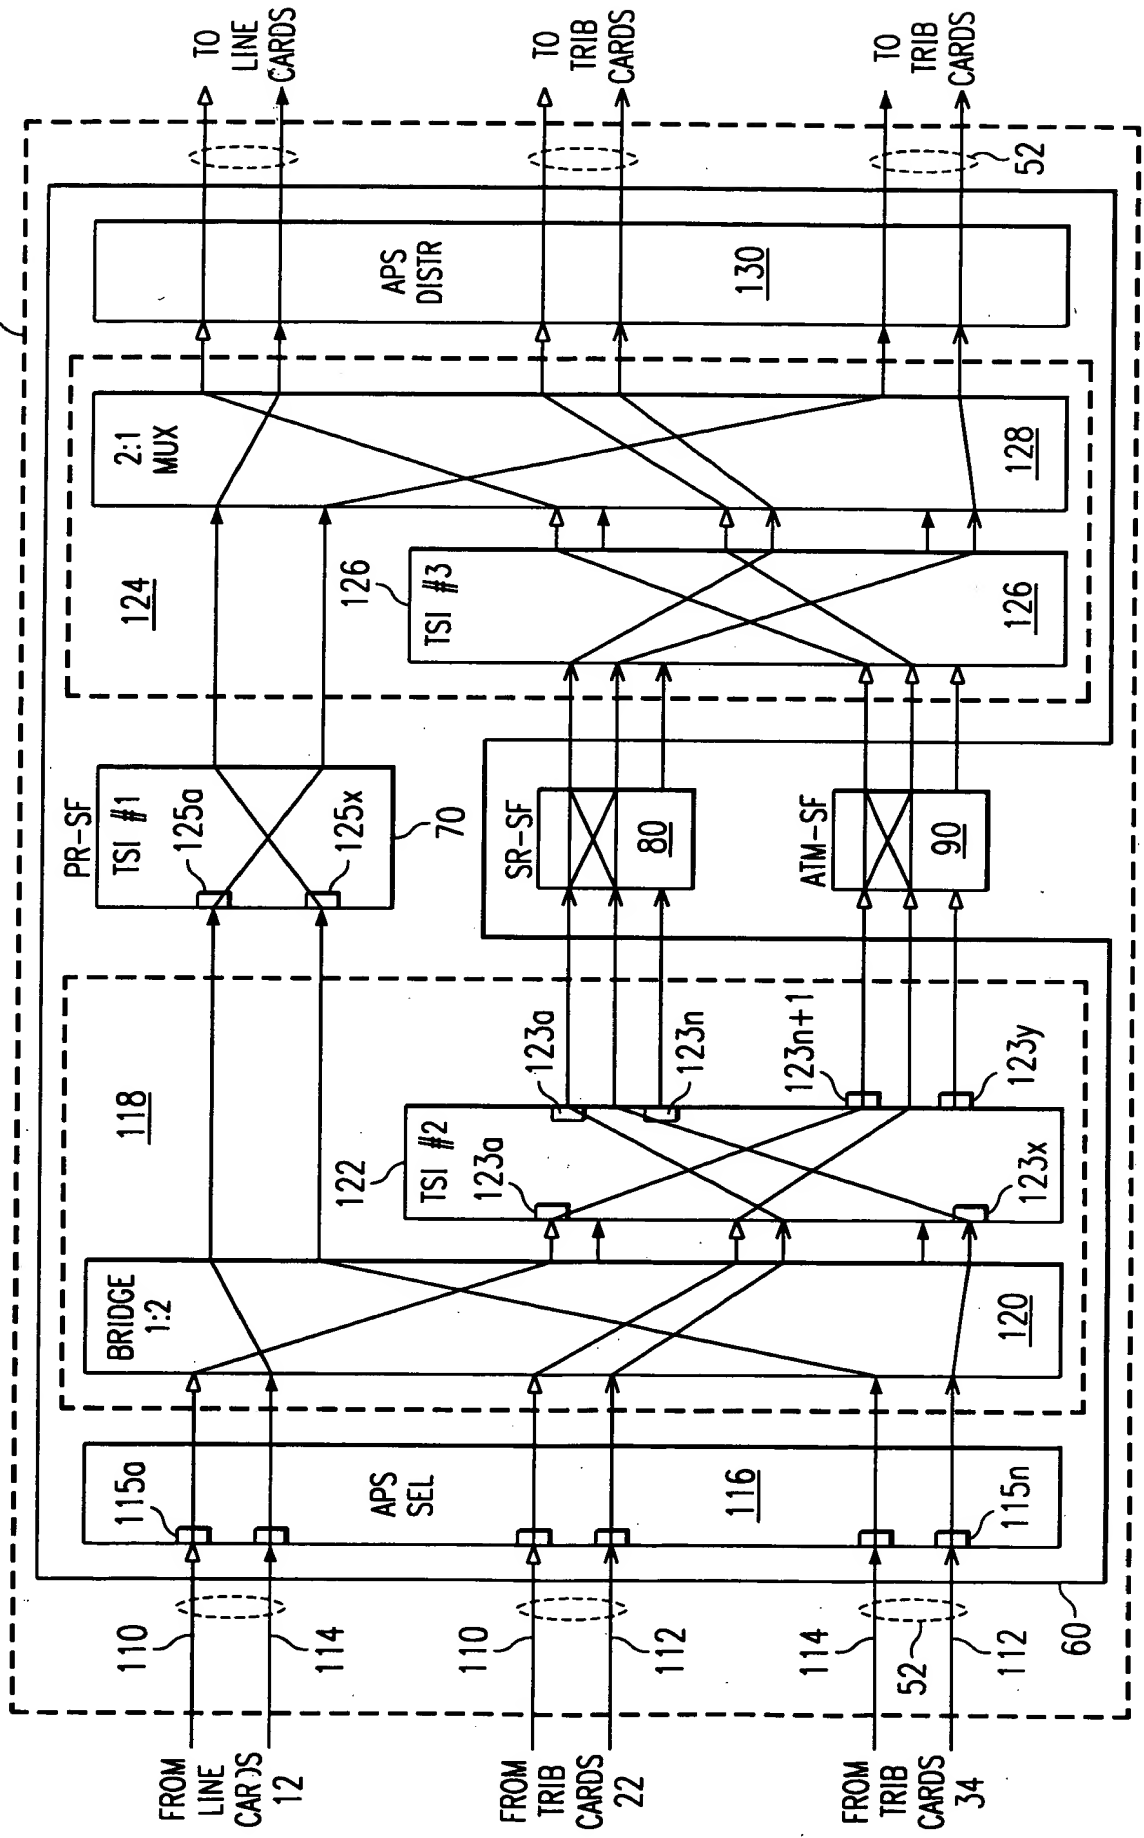 FROM
LINE
CARDS
12
110
114
FROM
TRIB
CARDS
22
110
112
FROM
TRIB
CARDS
34
114
52
112
60
115a
APS
SEL
116
115n
118
BRIDGE
1:2
120
122
TSI #2
123a
123x
123a
123n
123n+1
123y
PR-SF
TSI #1
125a
125x
70
SR-SF
80
ATM-SF
90
124
126
TSI #3
126
2:1
MUX
128
APS
DISTR
130
52
TO
LINE
CARDS
TO
TRIB
CARDS
TO
TRIB
CARDS